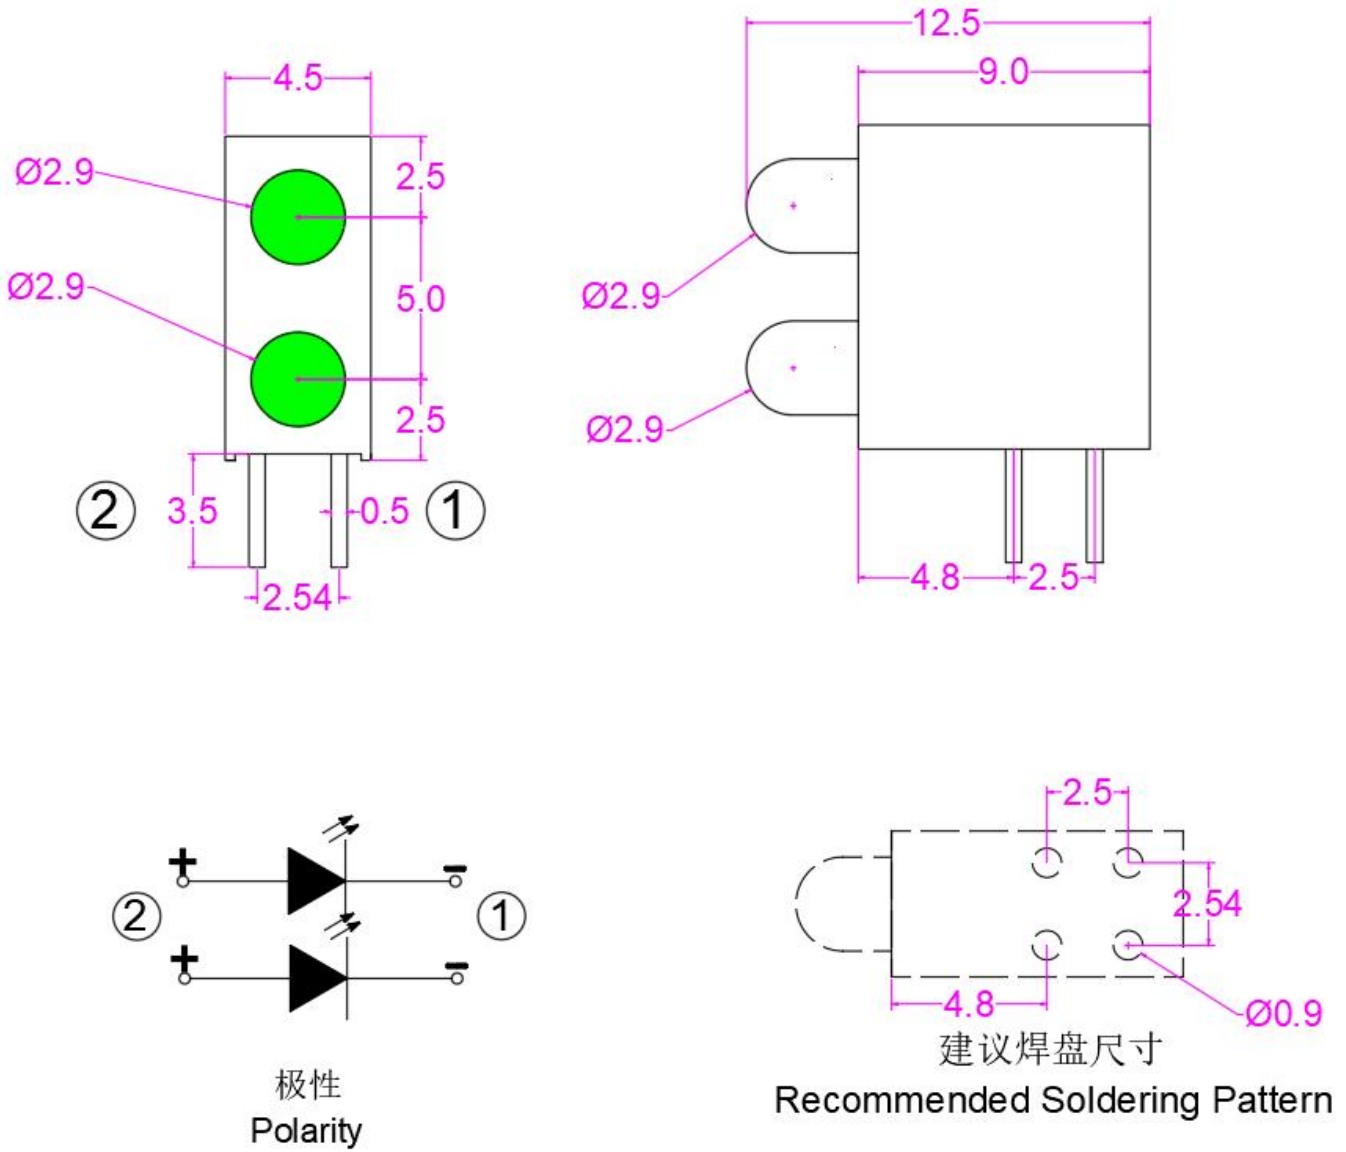 12.5
9.0
4.5
Ø2.9
2.5
Ø2.9
5.0
2.5
② 3.5 0.5 ①
2.54
Ø2.9
Ø2.9
4.8 2.5
+ -
② ①
+ -
极性
Polarity
2.5
2.54
4.8
Ø0.9
建议焊盘尺寸
Recommended Soldering Pattern